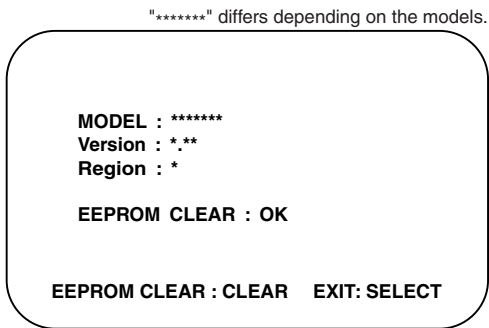 "*******" differs depending on the models.
MODEL : *******
Version : *.**
Region : *
EEPROM CLEAR : OK
EEPROM CLEAR : CLEAR EXIT: SELECT